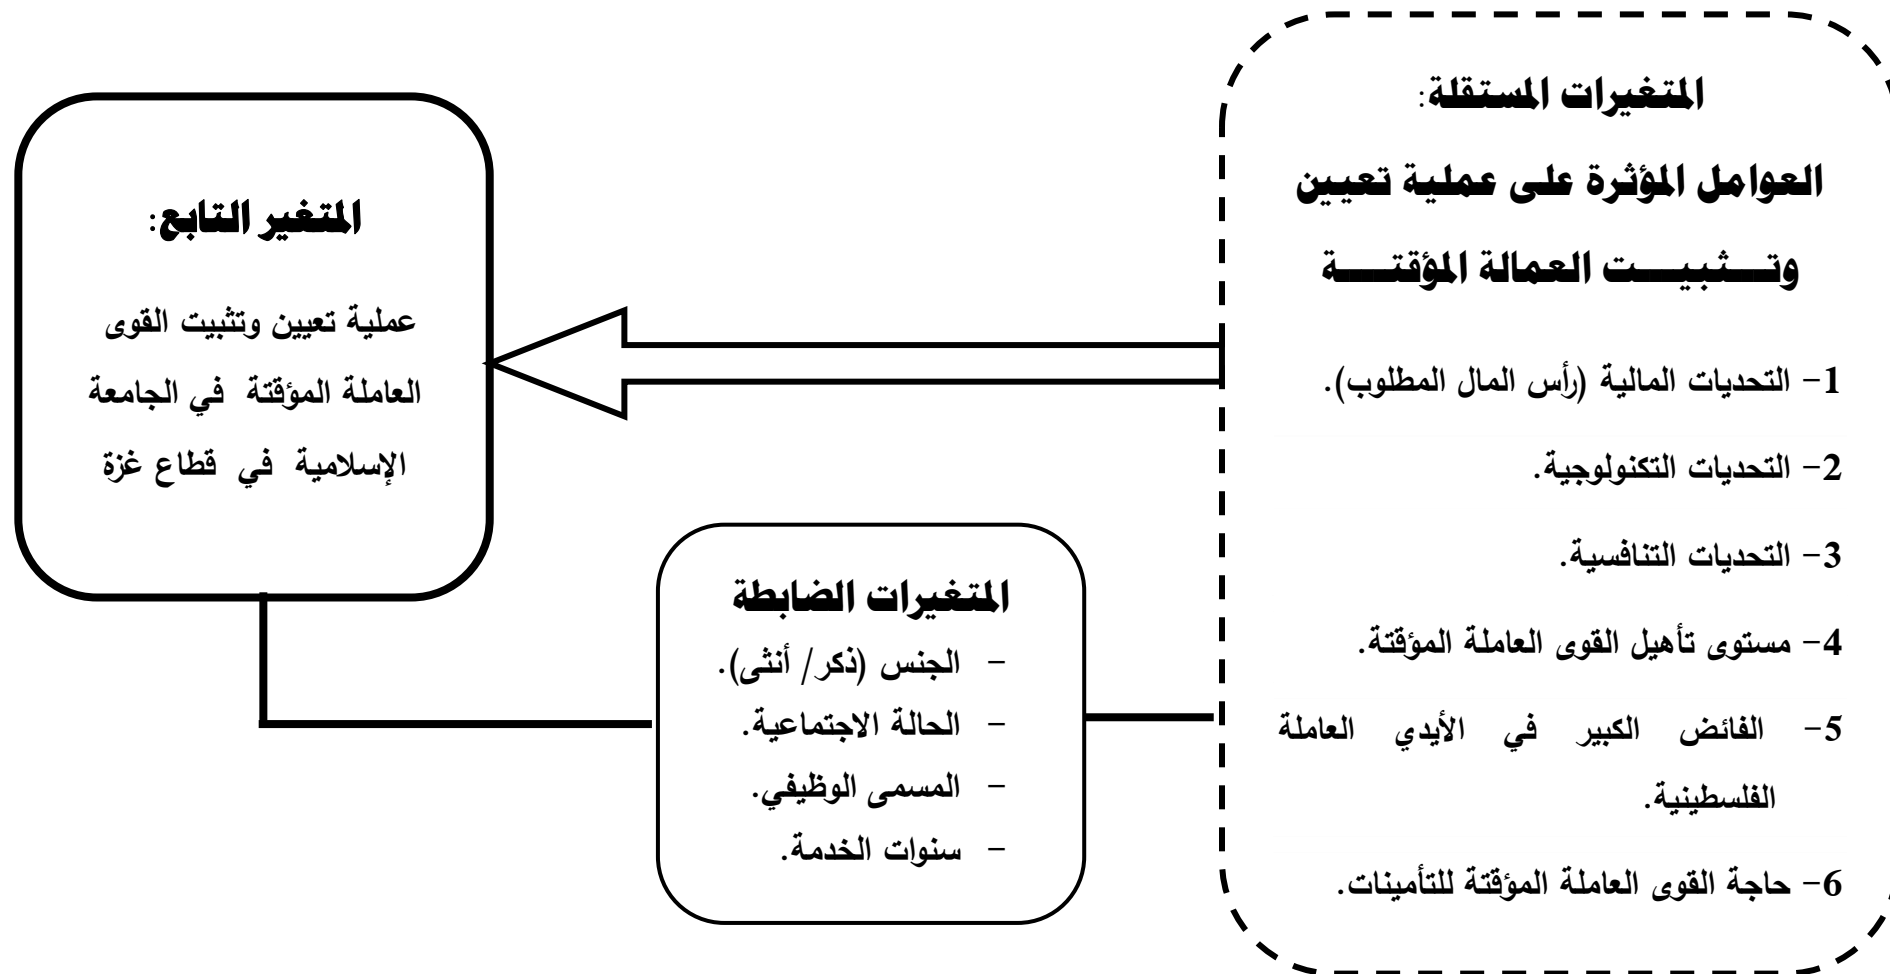 المتغيرات المستقلة:
العوامل المؤثرة على عملية تعيين
وتثبيت العمالة المؤقتة
1- التحديات المالية (رأس المال المطلوب).
2- التحديات التكنولوجية.
3- التحديات التنافسية.
4- مستوى تأهيل القوى العاملة المؤقتة.
5- الفائض الكبير في الأيدي العاملة
الفلسطينية.
6- حاجة القوى العاملة المؤقتة للتأمينات.
المتغير التابع:
عملية تعيين وتثبيت القوى
العاملة المؤقتة في الجامعة
الإسلامية في قطاع غزة
المتغيرات الضابطة
- الجنس (ذكر/ أنثى).
- الحالة الاجتماعية.
- المسمى الوظيفي.
- سنوات الخدمة.